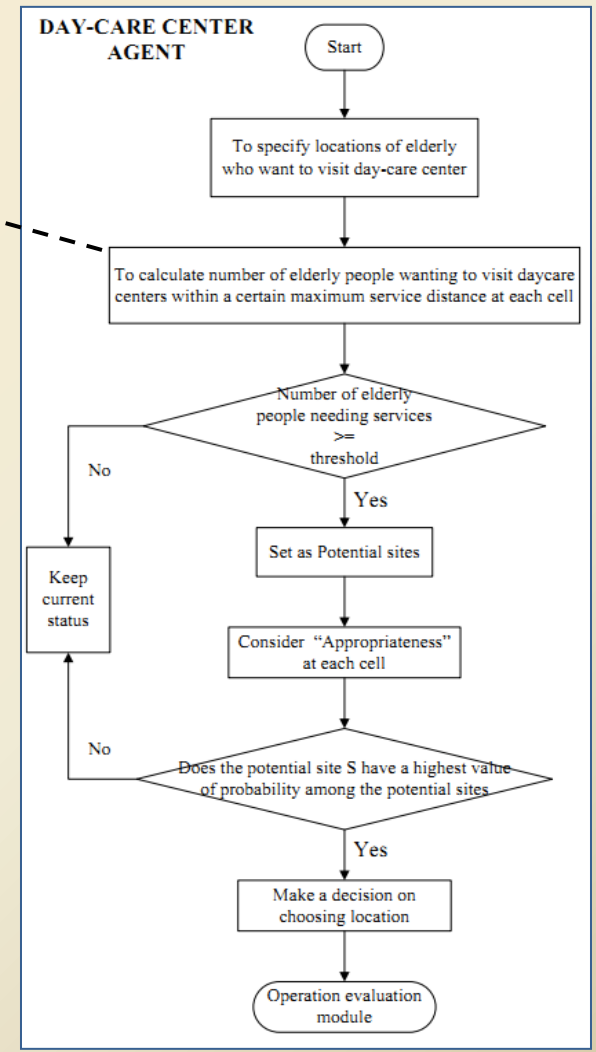 DAY-CARE CENTER
AGENT
Start
To specify locations of elderly
who want to visit day-care center
To calculate number of elderly people wanting to visit daycare
centers within a certain maximum service distance at each cell
Number of elderly
people needing services
>=
threshold
No
Yes
Keep
current
status
Set as Potential sites
Consider “Appropriateness”
at each cell
No
Does the potential site S have a highest value
of probability among the potential sites
Yes
Make a decision on
choosing location
Operation evaluation
module